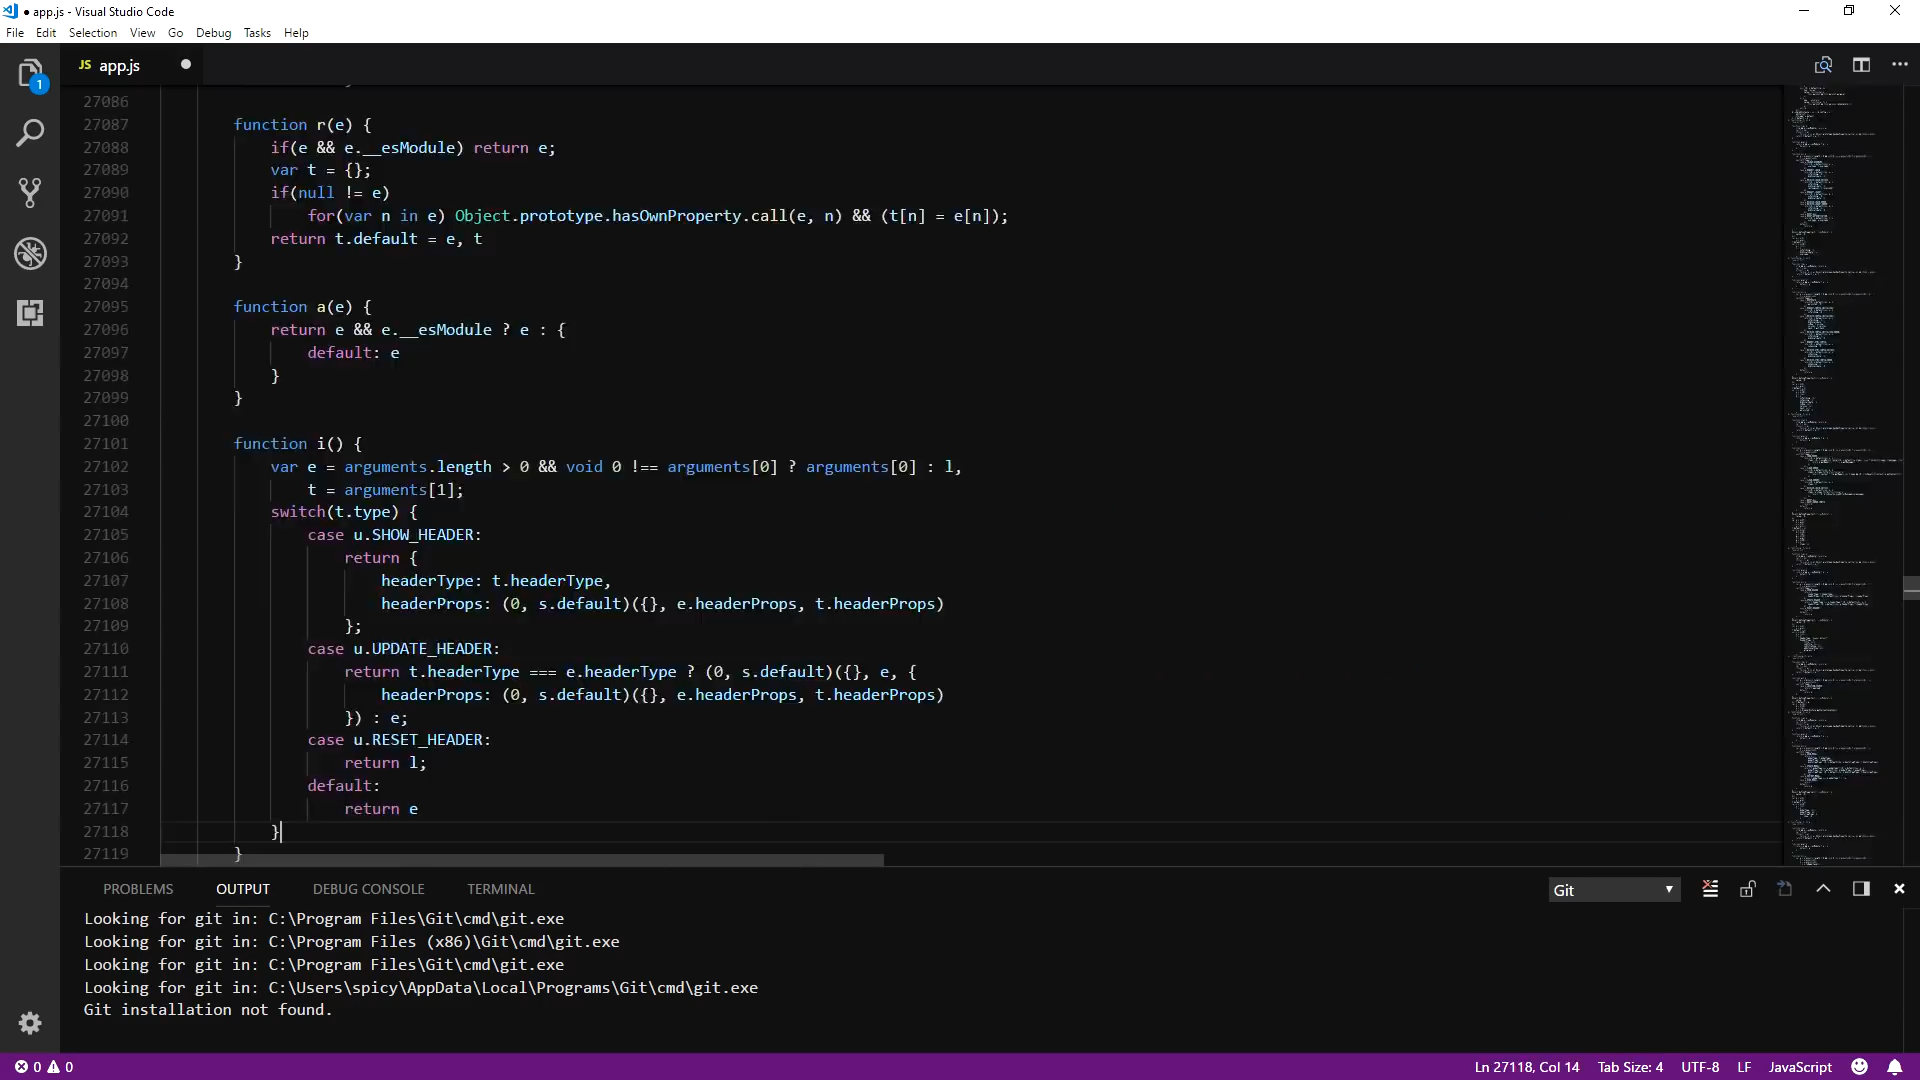 ● app.js - Visual Studio Code
File Edit Selection View Go Debug Tasks Help
JS app.js
1
27086
27087 function r(e) {
27088 if(e && e.__esModule) return e;
27089 var t = {};
27090 if(null != e)
27091 for(var n in e) Object.prototype.hasOwnProperty.call(e, n) && (t[n] = e[n]);
27092 return t.default = e, t
27093 }
27094
27095 function a(e) {
27096 return e && e.__esModule ? e : {
27097 default: e
27098 }
27099 }
27100
27101 function i() {
27102 var e = arguments.length > 0 && void 0 !== arguments[0] ? arguments[0] : l,
27103 t = arguments[1];
27104 switch(t.type) {
27105 case u.SHOW_HEADER:
27106 return {
27107 headerType: t.headerType,
27108 headerProps: (0, s.default)({}, e.headerProps, t.headerProps)
27109 };
27110 case u.UPDATE_HEADER:
27111 return t.headerType === e.headerType ? (0, s.default)({}, e, {
27112 headerProps: (0, s.default)({}, e.headerProps, t.headerProps)
27113 }) : e;
27114 case u.RESET_HEADER:
27115 return l;
27116 default:
27117 return e
27118 }
27119 }
PROBLEMS OUTPUT DEBUG CONSOLE TERMINAL Git
Looking for git in: C:\Program Files\Git\cmd\git.exe
Looking for git in: C:\Program Files (x86)\Git\cmd\git.exe
Looking for git in: C:\Program Files\Git\cmd\git.exe
Looking for git in: C:\Users\spicy\AppData\Local\Programs\Git\cmd\git.exe
Git installation not found.
0 0 Ln 27118, Col 14 Tab Size: 4 UTF-8 LF JavaScript